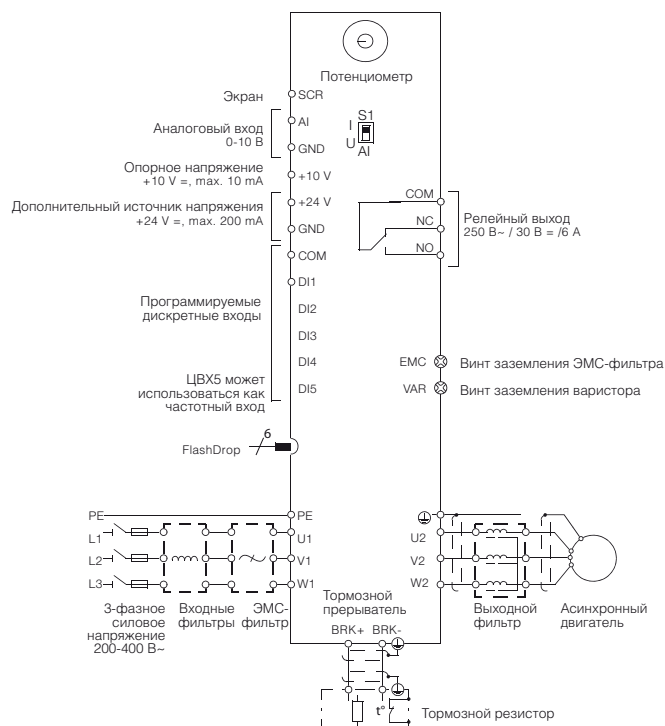 Потенциометр
Экран
SCR
Аналоговый вход
0-10 В
AI
GND
S1
I
U
AI
Опорное напряжение
+10 V =, max. 10 mA
+10 V
Дополнительный источник напряжения
+24 V =, max. 200 mA
+24 V
GND
COM
NC
NO
Релейный выход
250 В~ / 30 В = /6 А
COM
DI1
Программируемые
дискретные входы
DI2
DI3
DI4
DI5
ЦВХ5 может
использоваться как
частотный вход
EMC
Винт заземления ЭМС-фильтра
VAR
Винт заземления варистора
FlashDrop
6
PE
PE
L1
U1
L2
V1
L3
W1
U2
V2
W2
3-фазное
силовое
напряжение
200-400 В~
Входные
фильтры
ЭМС-
фильтр
Тормозной
прерыватель
BRK+
BRK-
Выходной
фильтр
Асинхронный
двигатель
t°
Тормозной резистор